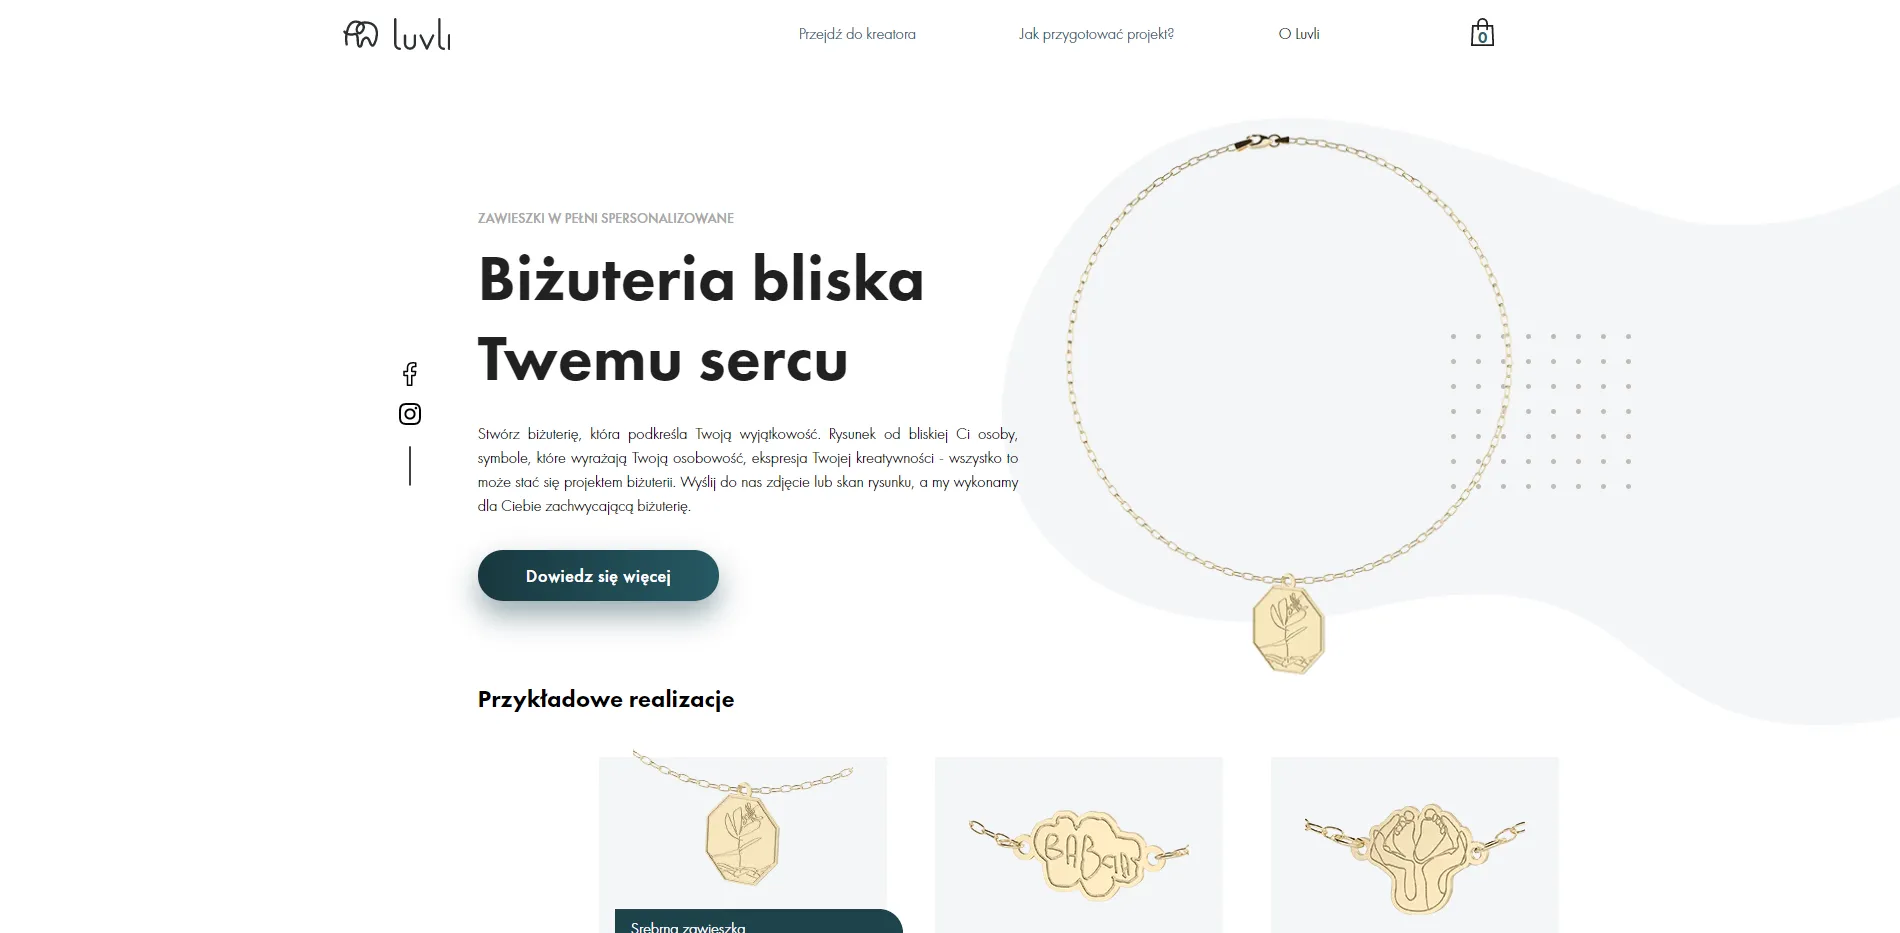 luvli
Przejdź do kreatora
Jak przygotować projekt?
O Luvli
0
ZAWIESZKI W PEŁNI SPERSONALIZOWANE
Biżuteria bliska
Twemu sercu
Stwórz biżuterię, która podkreśla Twoją wyjątkowość. Rysunek od bliskiej Ci osoby,
symbole, które wyrażają Twoją osobowość, ekspresja Twojej kreatywności - wszystko to
może stać się projektem biżuterii. Wyślij do nas zdjęcie lub skan rysunku, a my wykonamy
dla Ciebie zachwycającą biżuterię.
Dowiedz się więcej
Przykładowe realizacje
Srebrna zawieszka